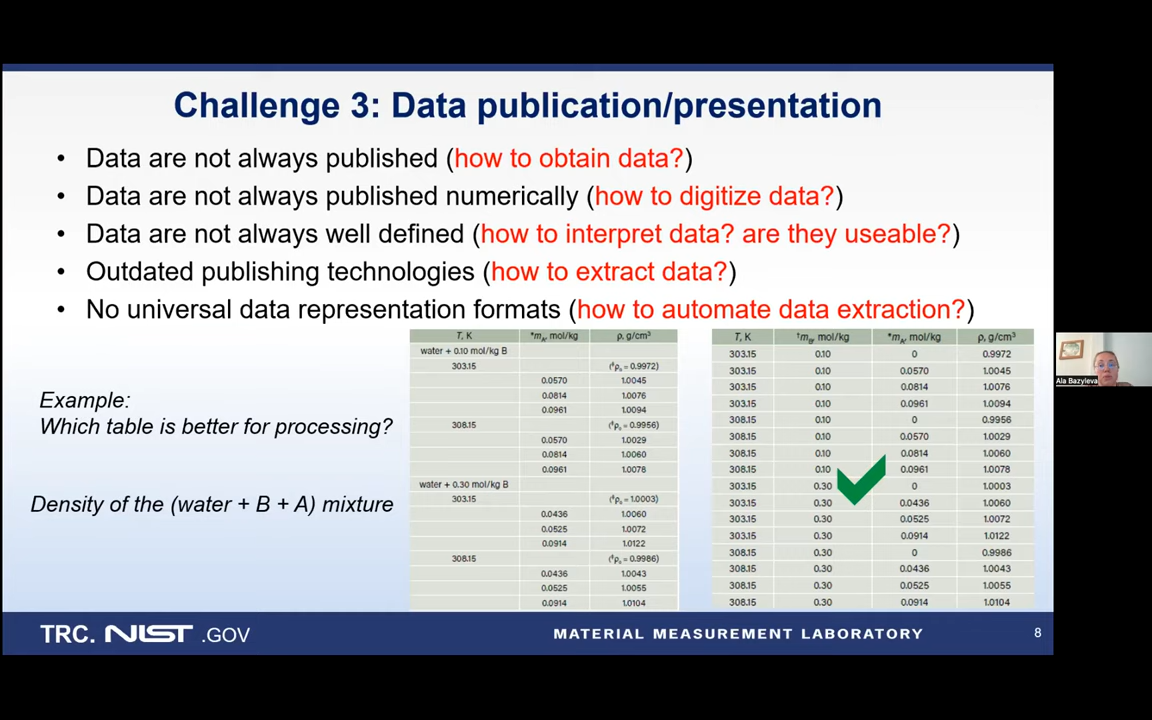 Challenge 3: Data publication/presentation
• Data are not always published (how to obtain data?)
• Data are not always published numerically (how to digitize data?)
• Data are not always well defined (how to interpret data? are they useable?)
• Outdated publishing technologies (how to extract data?)
• No universal data representation formats (how to automate data extraction?)
Example:
Which table is better for processing?
Density of the (water + B + A) mixture
T, K *mA, mol/kg ρ, g/cm³
water + 0.10 mol/kg B
303.15 (‡ρs = 0.9972)
0.0570 1.0045
0.0814 1.0076
0.0961 1.0094
308.15 (‡ρs = 0.9956)
0.0570 1.0029
0.0814 1.0060
0.0961 1.0078
water + 0.30 mol/kg B
303.15 (‡ρs = 1.0003)
0.0436 1.0060
0.0525 1.0072
0.0914 1.0122
308.15 (‡ρs = 0.9986)
0.0436 1.0043
0.0525 1.0055
0.0914 1.0104
T, K †mB, mol/kg *mA, mol/kg ρ, g/cm³
303.15 0.10 0 0.9972
303.15 0.10 0.0570 1.0045
303.15 0.10 0.0814 1.0076
303.15 0.10 0.0961 1.0094
308.15 0.10 0 0.9956
308.15 0.10 0.0570 1.0029
308.15 0.10 0.0814 1.0060
308.15 0.10 0.0961 1.0078
303.15 0.30 0 1.0003
303.15 0.30 0.0436 1.0060
303.15 0.30 0.0525 1.0072
303.15 0.30 0.0914 1.0122
308.15 0.30 0 0.9986
308.15 0.30 0.0436 1.0043
308.15 0.30 0.0525 1.0055
308.15 0.30 0.0914 1.0104
Ala Bazyleva
TRC. NIST .GOV
MATERIAL MEASUREMENT LABORATORY
8